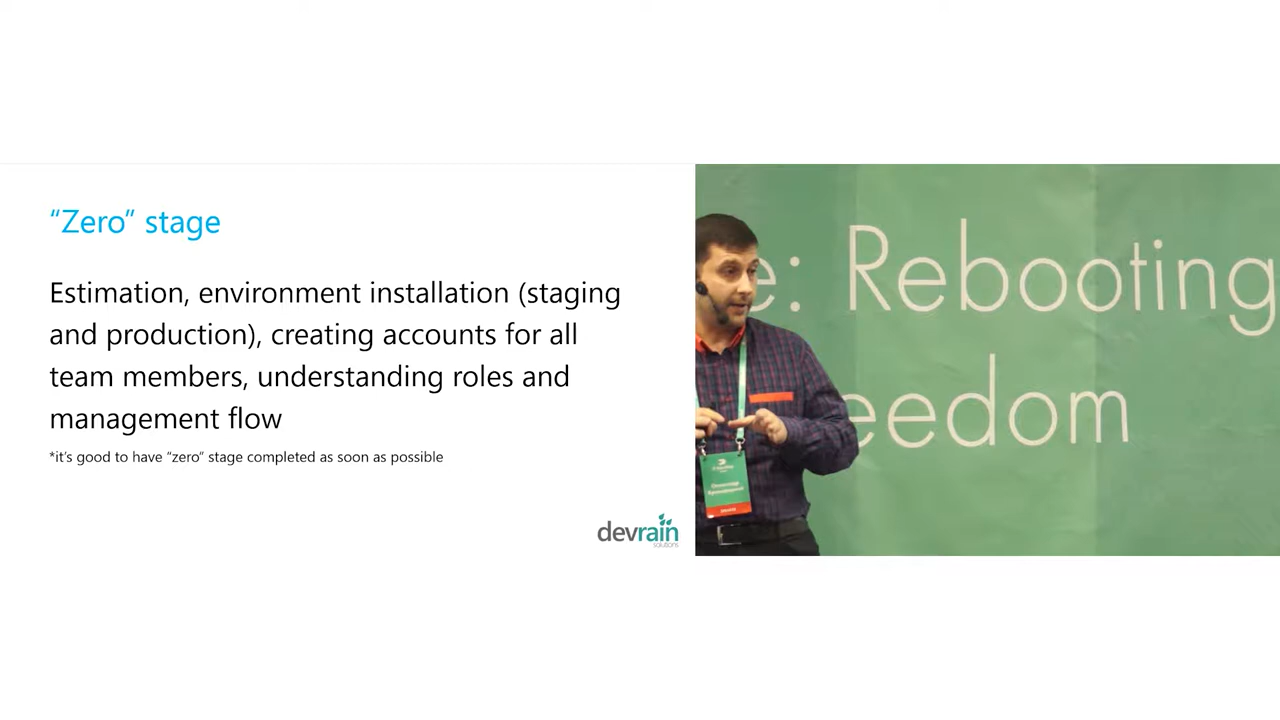 “Zero” stage
Estimation, environment installation (staging
and production), creating accounts for all
team members, understanding roles and
management flow
*it’s good to have “zero” stage completed as soon as possible
devrain
solutions
e: Rebooting
eedom